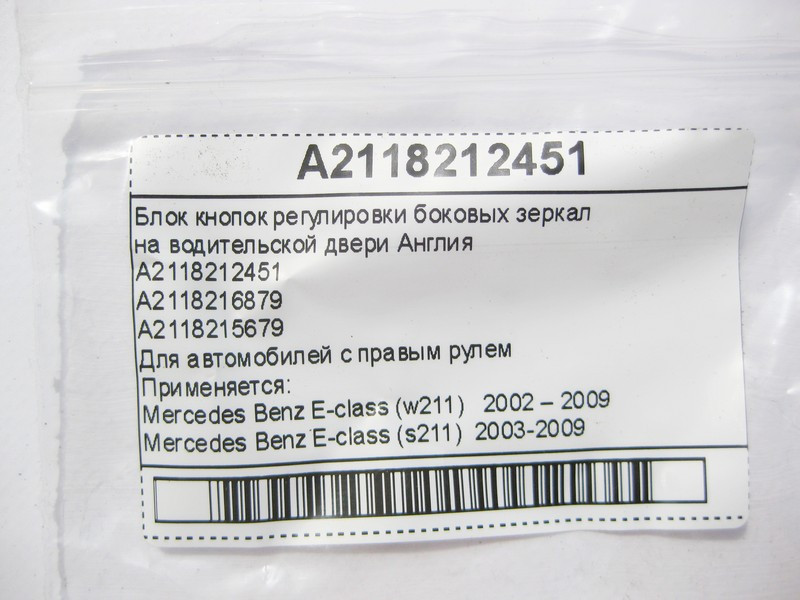 A2118212451
Блок кнопок регулировки боковых зеркал
на водительской двери Англия
A2118212451
A2118216879
A2118215679
Для автомобилей с правым рулем
Применяется:
Mercedes Benz E-class (w211) 2002 – 2009
Mercedes Benz E-class (s211) 2003-2009